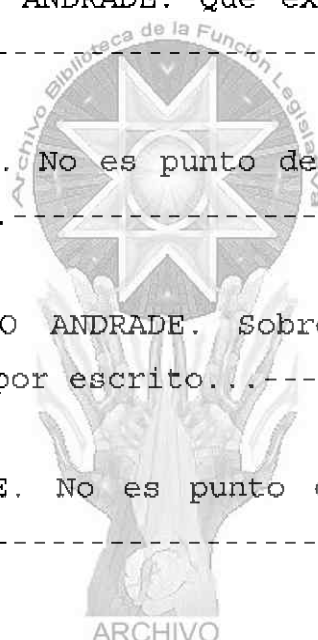 ANDRADE. Que ex
Archivo Biblioteca de la Función Legislativa
-----------------------
. No es punto de
.-----------------------
O ANDRADE. Sobre
por escrito...---
E. No es punto
-----------------------
ARCHIVO